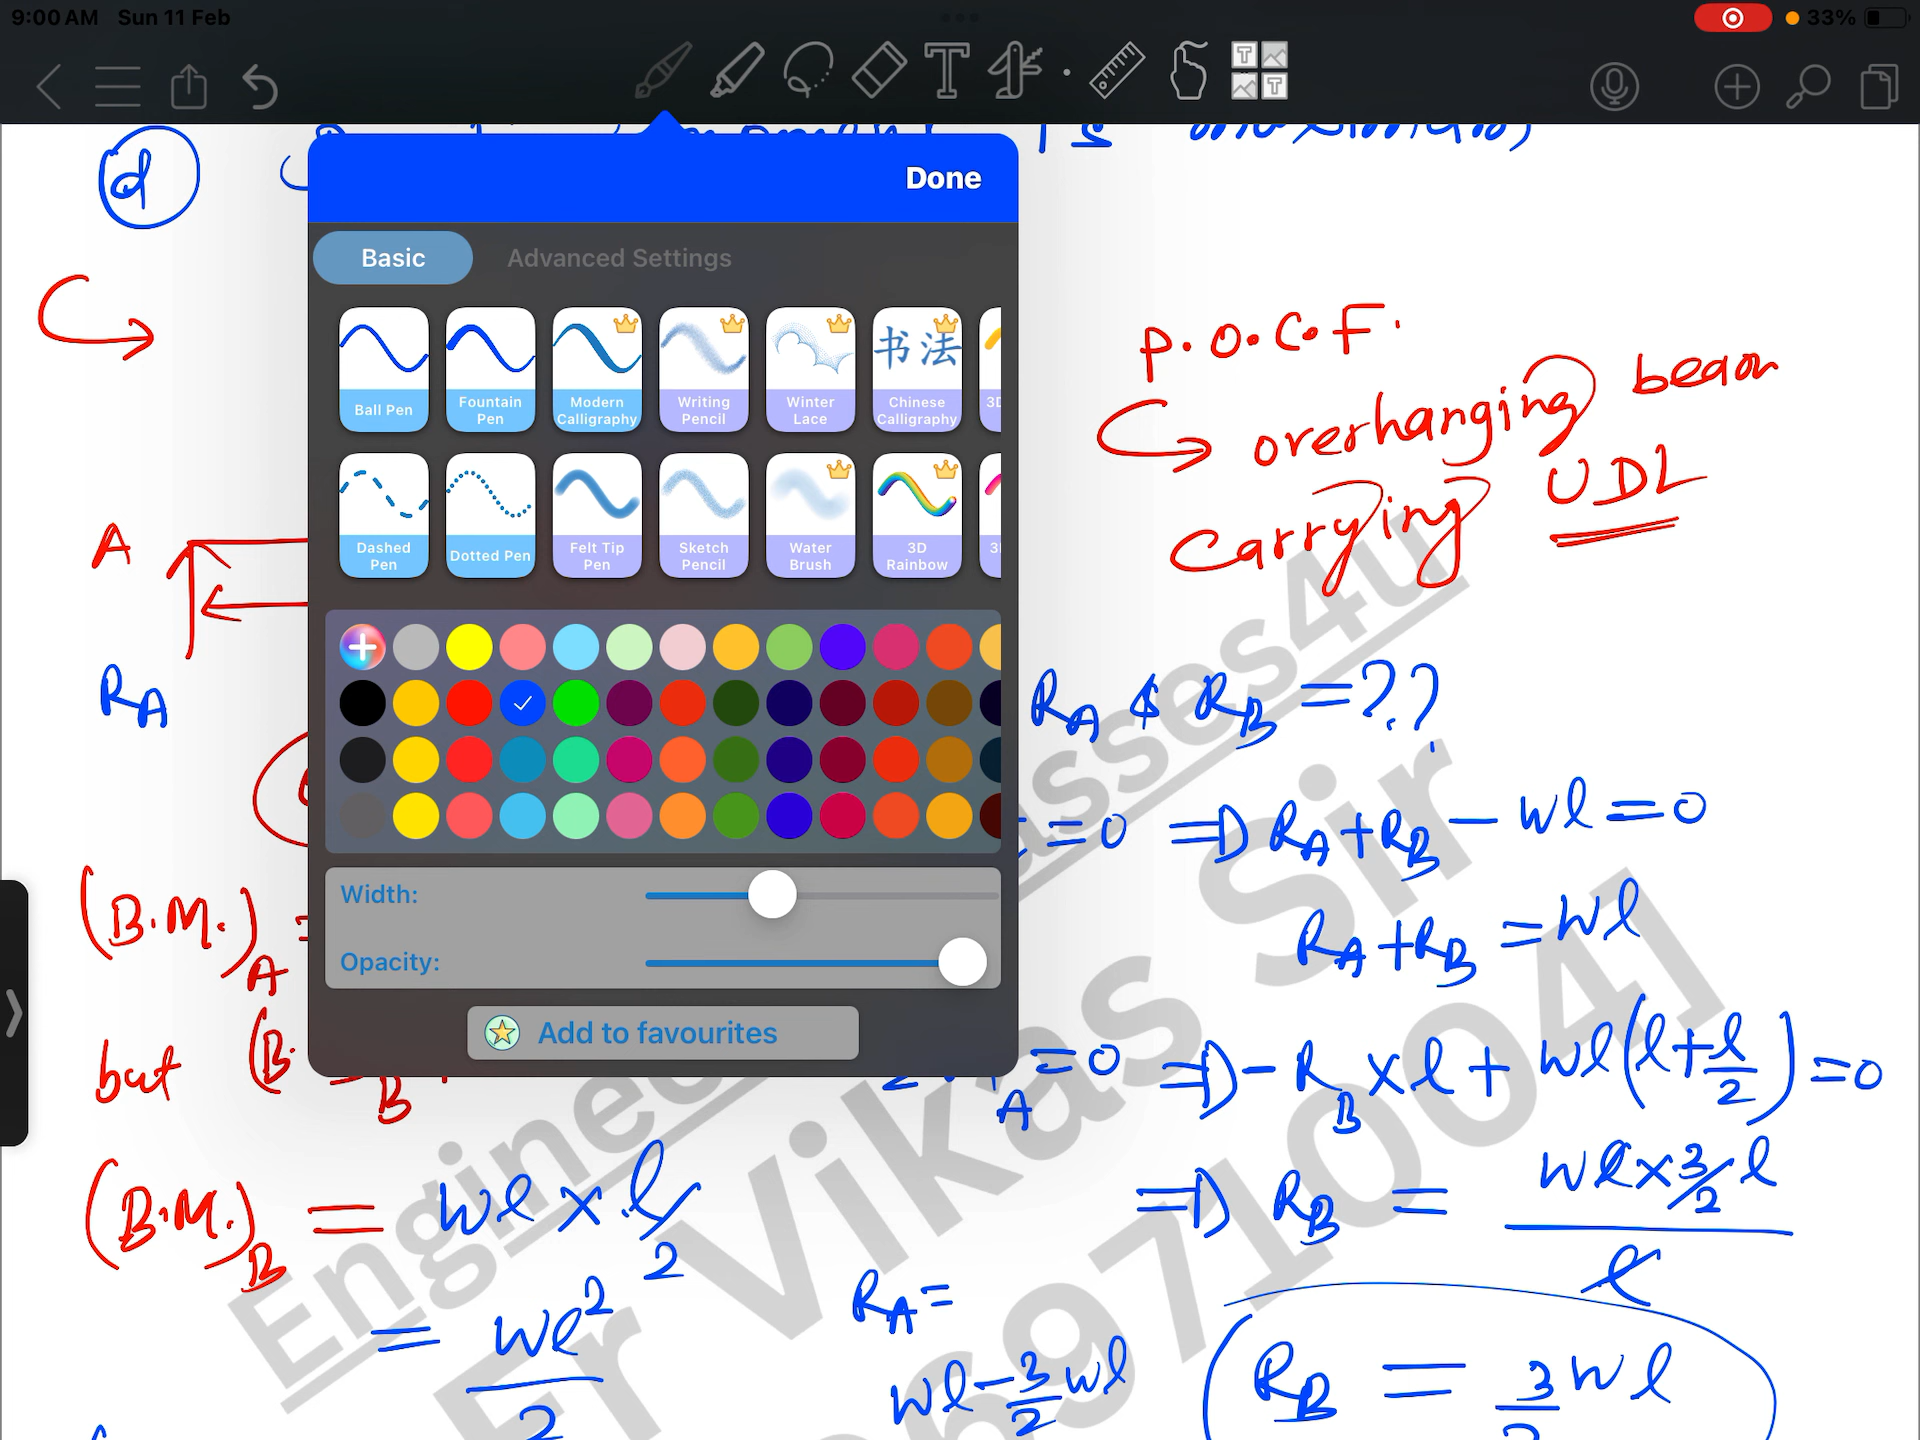 9:00 AM Sun 11 Feb
33%
d
is maximum,
Done
Basic Advanced Settings
Ball Pen
Fountain Pen
Modern Calligraphy
Writing Pencil
Winter Lace
书法
Chinese Calligraphy
3D
Dashed Pen
Dotted Pen
Felt Tip Pen
Sketch Pencil
Water Brush
3D Rainbow
Width:
Opacity:
Add to favourites
P.O.C.F.
overhanging beam
Carrying UDL
A
RA
RA & RB = ??
=0 => RA + RB - wl = 0
RA + RB = wl
A =0 => - RB x l + wl(l + l/2) = 0
=> RB = wl x 3/2 l / l
RB = 3 wl
(B.M.)A =
but (B. B
(B.M.)B = wl x l/2
= wl²/2
RA =
wl - 3/2 wl
Er Vikas Sir